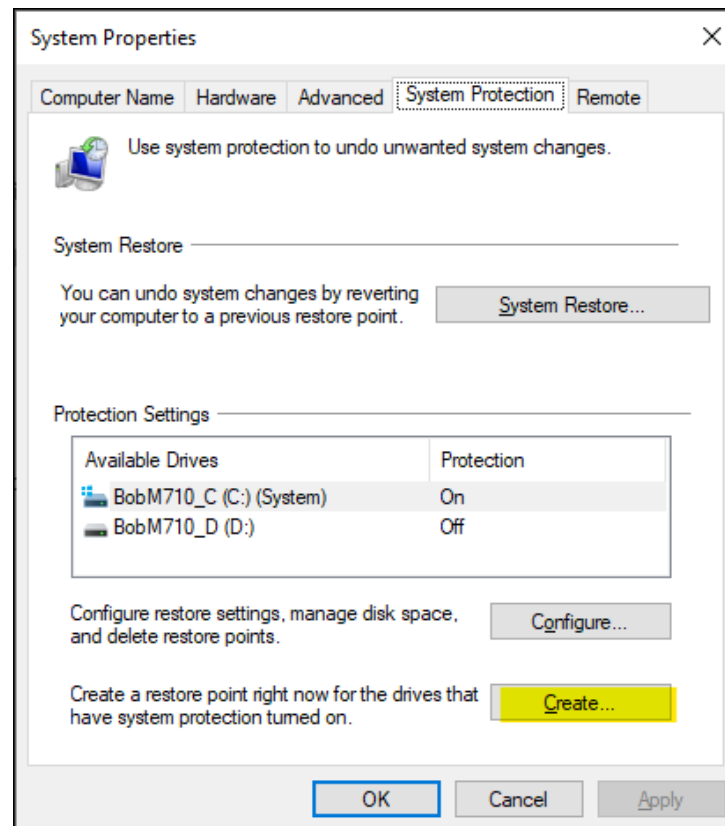 System Properties
Computer Name Hardware Advanced System Protection Remote
Use system protection to undo unwanted system changes.
System Restore
You can undo system changes by reverting
your computer to a previous restore point.
System Restore...
Protection Settings
Available Drives Protection
BobM710_C (C:) (System) On
BobM710_D (D:) Off
Configure restore settings, manage disk space,
and delete restore points.
Configure...
Create a restore point right now for the drives that
have system protection turned on.
Create...
OK Cancel Apply